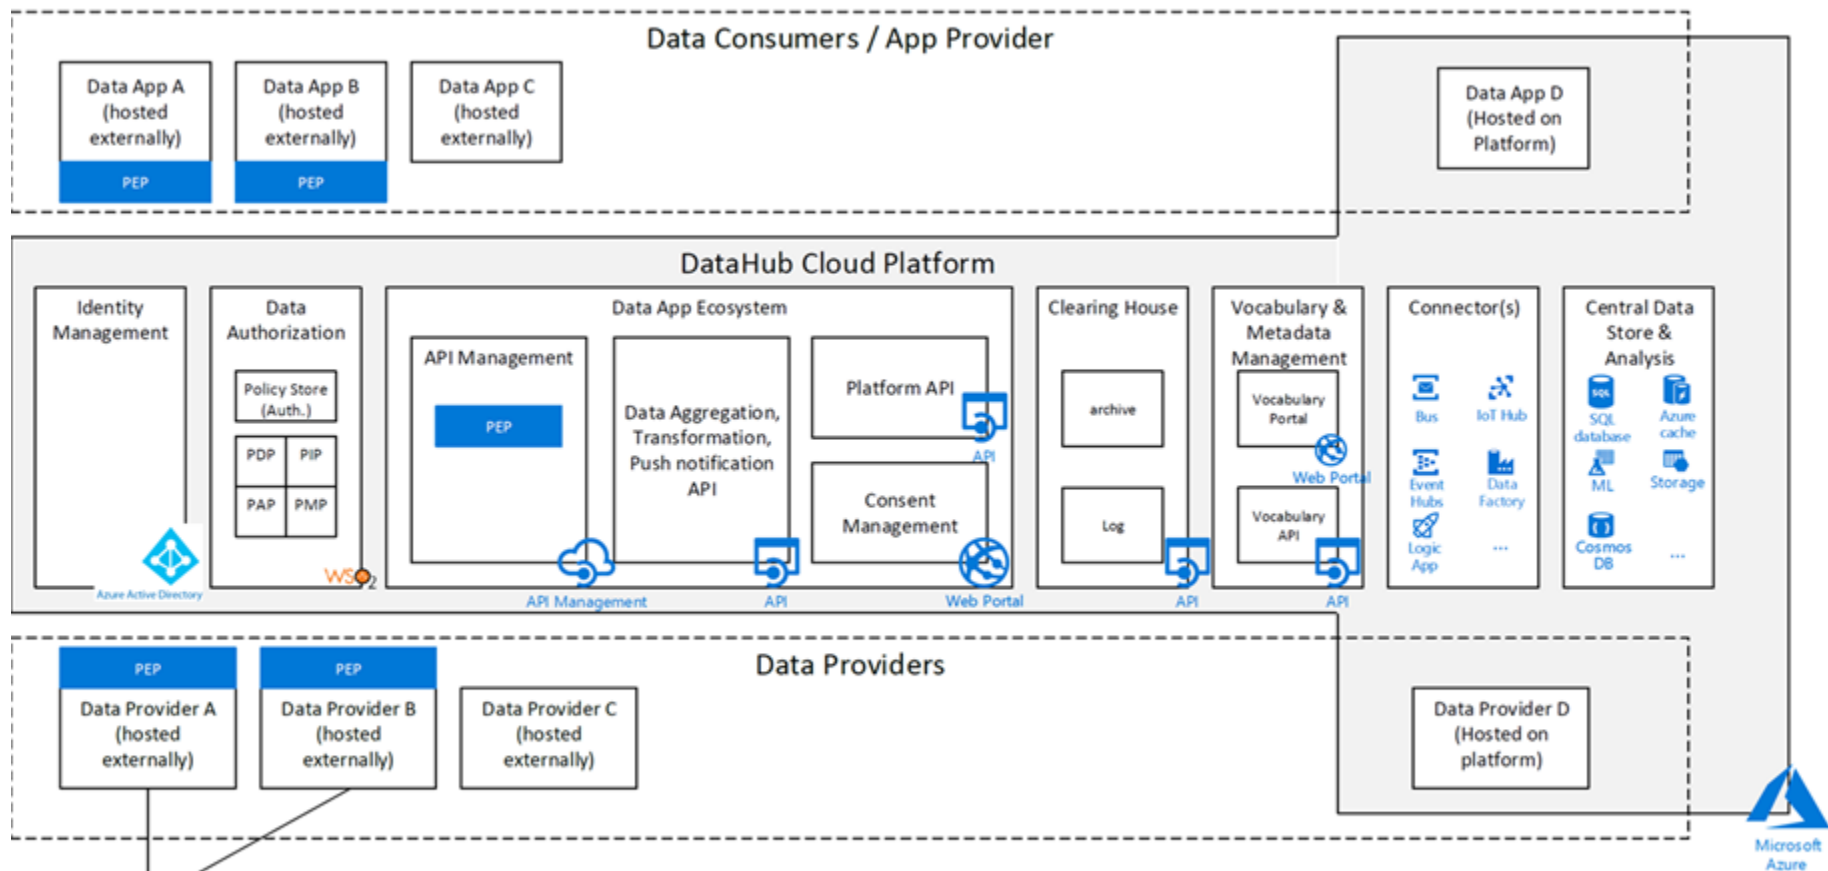 Data Consumers / App Provider
Data App A
(hosted
externally)
PEP
Data App B
(hosted
externally)
PEP
Data App C
(hosted
externally)
Data App D
(Hosted on
Platform)
DataHub Cloud Platform
Identity
Management
Azure Active Directory
Data
Authorization
Policy Store
(Auth.)
PDP
PIP
PAP
PMP
WSO2
Data App Ecosystem
API Management
PEP
API Management
Data Aggregation,
Transformation,
Push notification
API
API
Platform API
API
Consent
Management
Web Portal
Clearing House
archive
Log
API
Vocabulary &
Metadata
Management
Vocabulary
Portal
Web Portal
Vocabulary
API
API
Connector(s)
Bus
IoT Hub
Event
Hubs
Data
Factory
Logic
App
...
Central Data
Store &
Analysis
SQL
SQL
database
Azure
cache
ML
Storage
Cosmos
DB
...
Data Providers
PEP
Data Provider A
(hosted
externally)
PEP
Data Provider B
(hosted
externally)
Data Provider C
(hosted
externally)
Data Provider D
(Hosted on
platform)
Microsoft
Azure